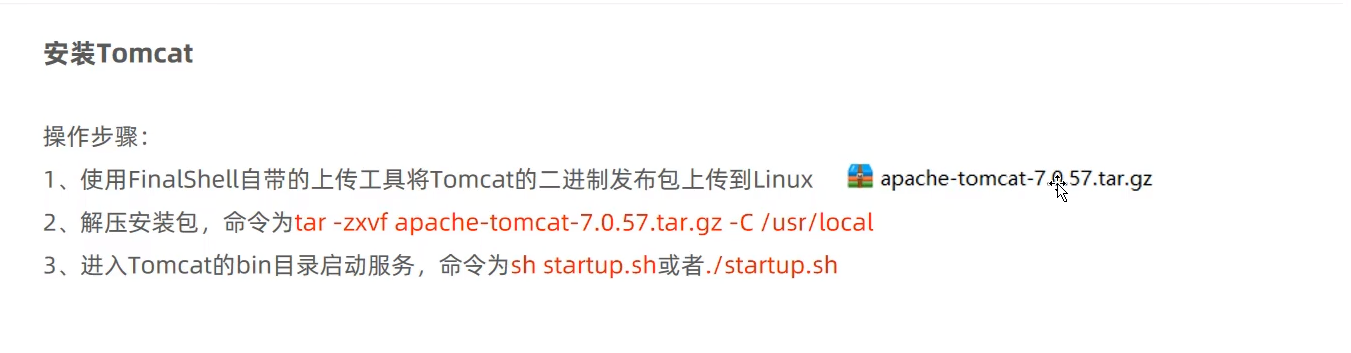 安装Tomcat
操作步骤：
1、使用FinalShell自带的上传工具将Tomcat的二进制发布包上传到Linux apache-tomcat-7.0.57.tar.gz
2、解压安装包，命令为tar -zxvf apache-tomcat-7.0.57.tar.gz -C /usr/local
3、进入Tomcat的bin目录启动服务，命令为sh startup.sh或者./startup.sh